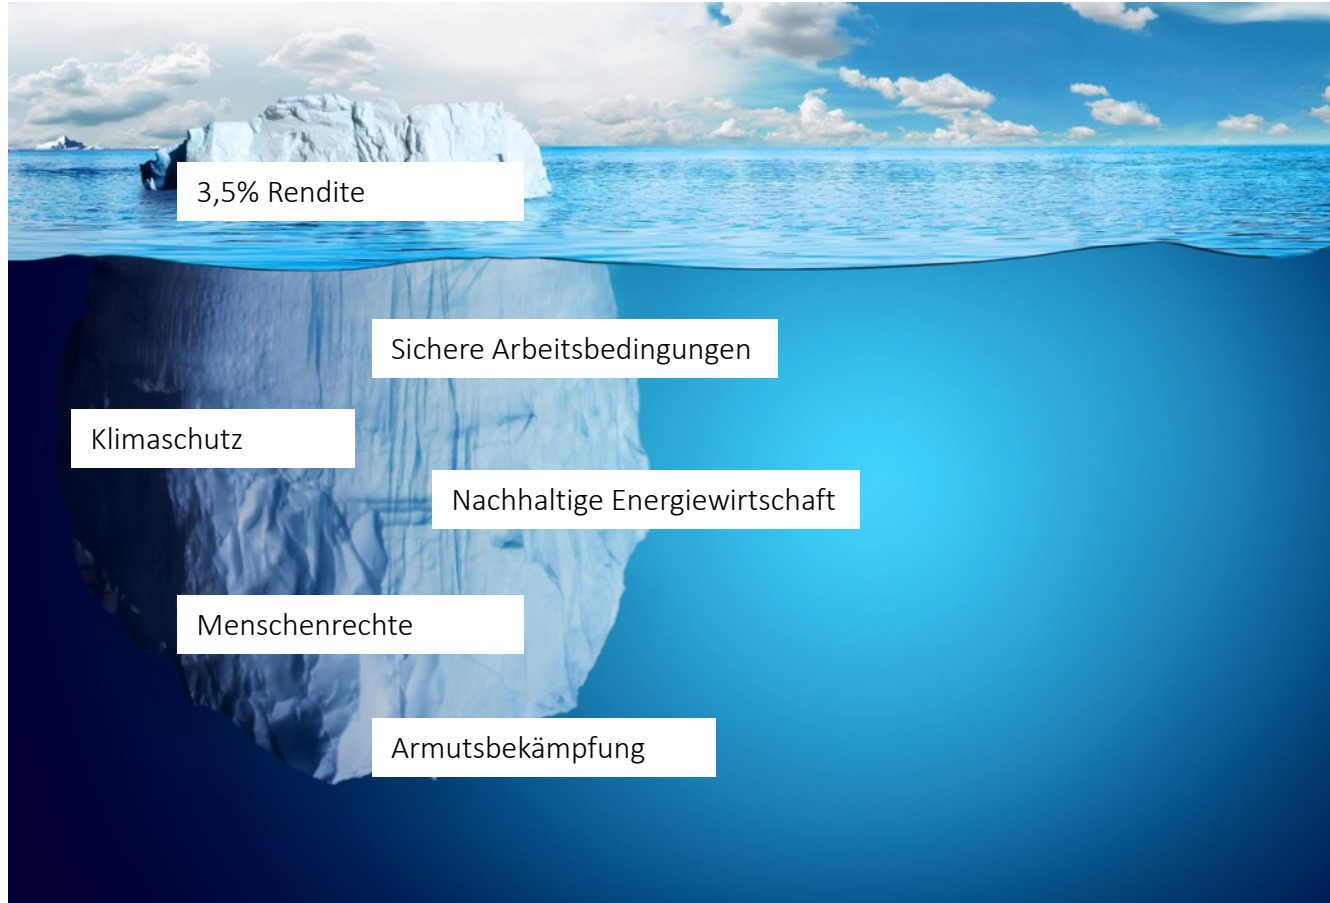 3,5% Rendite
Sichere Arbeitsbedingungen
Klimaschutz
Nachhaltige Energiewirtschaft
Menschenrechte
Armutsbekämpfung